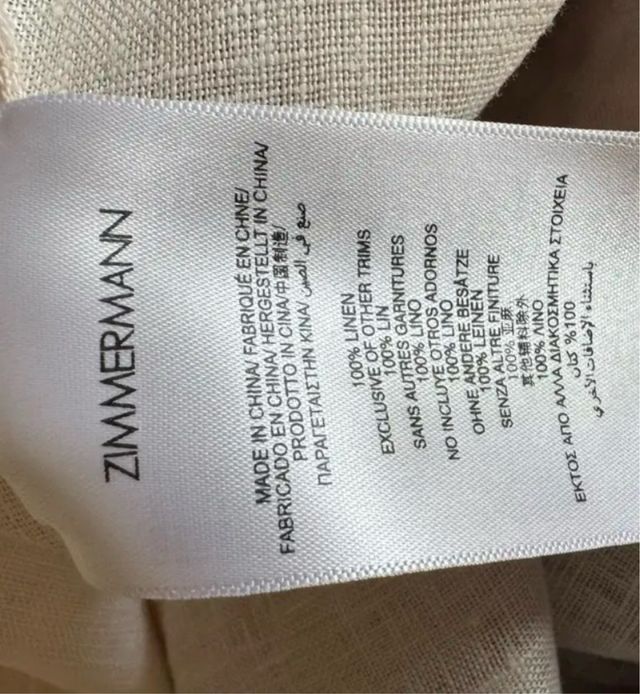 ZIMMERMANN
MADE IN CHINA/ FABRIQUÉ EN CHNE/
FABRICADO EN CHINA/ HERGESTELLT IN CHINA/
PRODOTTO IN CINA/中国制造/
ΠΑΡΑΓΕΤΑΙΣΤΗΝ ΚΙΝΑ/ صنع في الصين
100% LINEN
EXCLUSIVE OF OTHER TRIMS
100% LIN
SANS AUTRES GARNITURES
100% LINO
NO INCLUYE OTROS ADORNOS
100% LINO
OHNE ANDERE BESÄTZE
100% LEINEN
SENZA ALTRE FINITURE
100% 亚麻
其他辅料除外
100% ΛΙΝΟ
ΕΚΤΟΣ ΑΠΟ ΑΛΛΑ ΔΙΑΚΟΣΜΗΤΙΚΑ ΣΤΟΙΧΕΙΑ
100% كتان
باستثناء الإضافات الأخرى